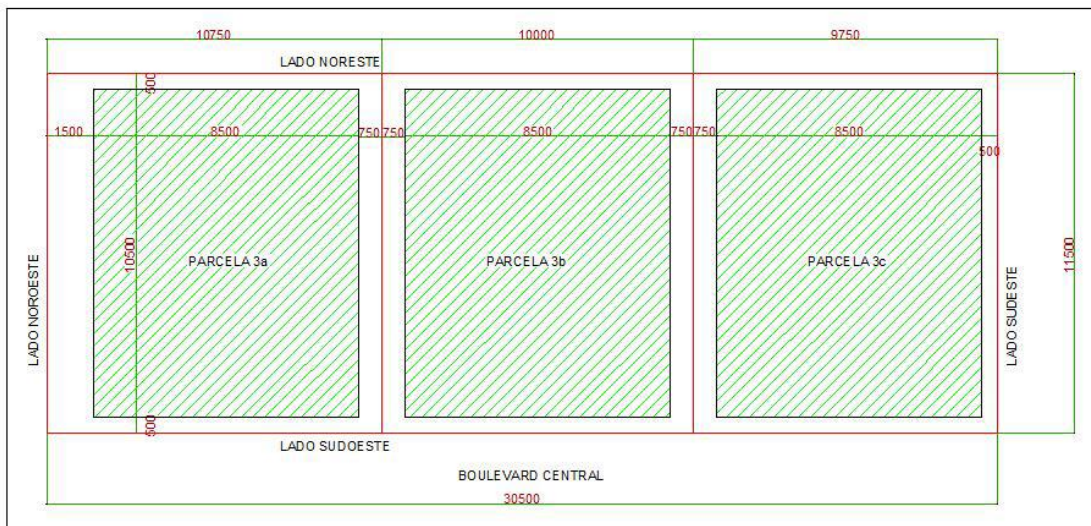 10750 10000 9750
LADO NORESTE
500
1500 8500 750 750 8500 750 750 8500
500
10500
PARCELA 3a PARCELA 3b PARCELA 3c
11500
LADO NOROESTE
LADO SUDESTE
500
LADO SUDOESTE
BOULEVARD CENTRAL
30500